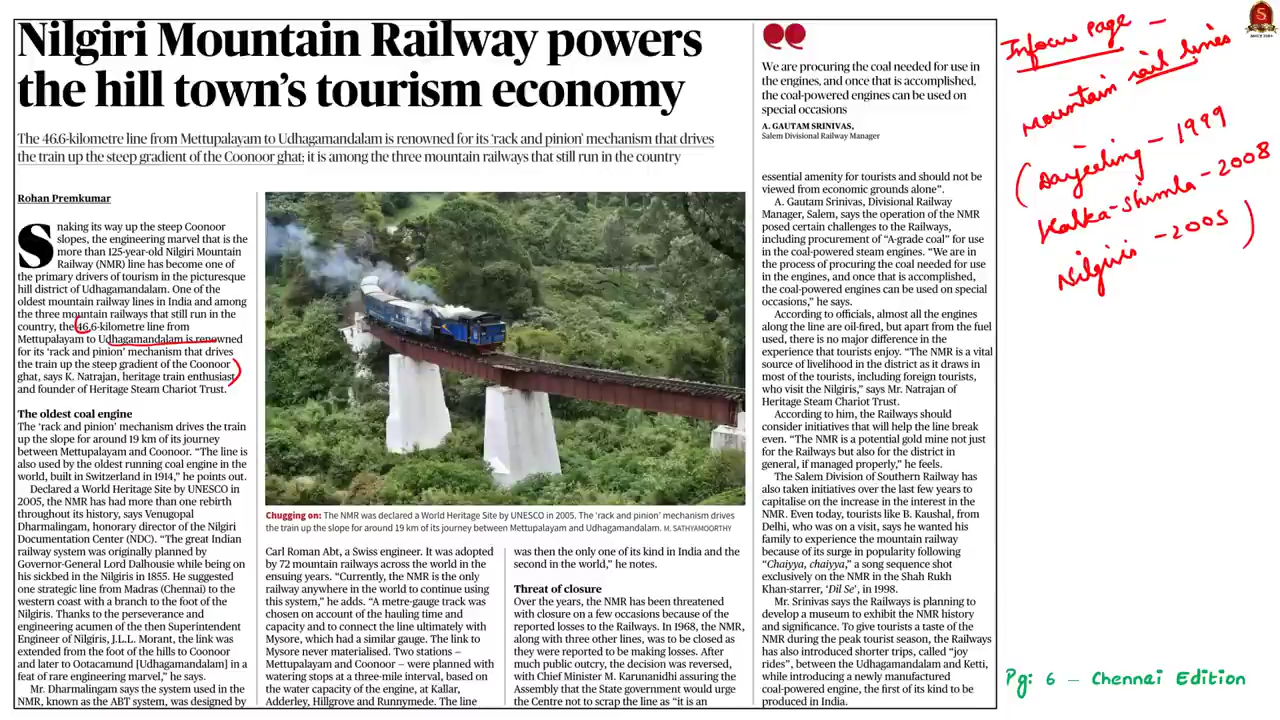 Nilgiri Mountain Railway powers
the hill town's tourism economy
The 46.6-kilometre line from Mettupalayam to Udhagamandalam is renowned for its 'rack and pinion' mechanism that drives
the train up the steep gradient of the Coonoor ghat; it is among the three mountain railways that still run in the country
Rohan Premkumar
Snaking its way up the steep Coonoor
slopes, the engineering marvel that is the
more than 125-year-old Nilgiri Mountain
Railway (NMR) line has become one of
the primary drivers of tourism in the picturesque
hill district of Udhagamandalam. One of the
oldest mountain railway lines in India and among
the three mountain railways that still run in the
country, the 46.6-kilometre line from
Mettupalayam to Udhagamandalam is renowned
for its 'rack and pinion' mechanism that drives
the train up the steep gradient of the Coonoor
ghat, says K. Natrajan, heritage train enthusiast
and founder of Heritage Steam Chariot Trust.
The oldest coal engine
The 'rack and pinion' mechanism drives the train
up the slope for around 19 km of its journey
between Mettupalayam and Coonoor. "The line is
also used by the oldest running coal engine in the
world, built in Switzerland in 1914," he points out.
Declared a World Heritage Site by UNESCO in
2005, the NMR has had more than one rebirth
throughout its history, says Venugopal
Dharmalingam, honorary director of the Nilgiri
Documentation Center (NDC). "The great Indian
railway system was originally planned by
Governor-General Lord Dalhousie while being on
his sickbed in the Nilgiris in 1855. He suggested
one strategic line from Madras (Chennai) to the
western coast with a branch to the foot of the
Nilgiris. Thanks to the perseverance and
engineering acumen of the then Superintendent
Engineer of Nilgiris, J.L.L. Morant, the link was
extended from the foot of the hills to Coonoor
and later to Ootacamund [Udhagamandalam] in a
feat of rare engineering marvel," he says.
Mr. Dharmalingam says the system used in the
NMR, known as the ABT system, was designed by
Chugging on: The NMR was declared a World Heritage Site by UNESCO in 2005. The 'rack and pinion' mechanism drives
the train up the slope for around 19 km of its journey between Mettupalayam and Udhagamandalam. M. SATHYAMOORTHY
Carl Roman Abt, a Swiss engineer. It was adopted
by 72 mountain railways across the world in the
ensuing years. "Currently, the NMR is the only
railway anywhere in the world to continue using
this system," he adds. "A metre-gauge track was
chosen on account of the hauling time and
capacity and to connect the line ultimately with
Mysore, which had a similar gauge. The link to
Mysore never materialised. Two stations —
Mettupalayam and Coonoor — were planned with
watering stops at a three-mile interval, based on
the water capacity of the engine, at Kallar,
Adderley, Hillgrove and Runnymede. The line
was then the only one of its kind in India and the
second in the world," he notes.
Threat of closure
Over the years, the NMR has been threatened
with closure on a few occasions because of the
reported losses to the Railways. In 1968, the NMR,
along with three other lines, was to be closed as
they were reported to be making losses. After
much public outcry, the decision was reversed,
with Chief Minister M. Karunanidhi assuring the
Assembly that the State government would urge
the Centre not to scrap the line as "it is an
We are procuring the coal needed for use in
the engines, and once that is accomplished,
the coal-powered engines can be used on
special occasions
A. GAUTAM SRINIVAS,
Salem Divisional Railway Manager
essential amenity for tourists and should not be
viewed from economic grounds alone".
A. Gautam Srinivas, Divisional Railway
Manager, Salem, says the operation of the NMR
posed certain challenges to the Railways,
including procurement of "A-grade coal" for use
in the coal-powered steam engines. "We are in
the process of procuring the coal needed for use
in the engines, and once that is accomplished,
the coal-powered engines can be used on special
occasions," he says.
According to officials, almost all the engines
along the line are oil-fired, but apart from the fuel
used, there is no major difference in the
experience that tourists enjoy. "The NMR is a vital
source of livelihood in the district as it draws in
most of the tourists, including foreign tourists,
who visit the Nilgiris," says Mr. Natrajan of
Heritage Steam Chariot Trust.
According to him, the Railways should
consider initiatives that will help the line break
even. "The NMR is a potential gold mine not just
for the Railways but also for the district in
general, if managed properly," he feels.
The Salem Division of Southern Railway has
also taken initiatives over the last few years to
capitalise on the increase in the interest in the
NMR. Even today, tourists like B. Kaushal, from
Delhi, who was on a visit, says he wanted his
family to experience the mountain railway
because of its surge in popularity following
"Chaiyya, chaiyya," a song sequence shot
exclusively on the NMR in the Shah Rukh
Khan-starrer, 'Dil Se', in 1998.
Mr. Srinivas says the Railways is planning to
develop a museum to exhibit the NMR history
and significance. To give tourists a taste of the
NMR during the peak tourist season, the Railways
has also introduced shorter trips, called "joy
rides", between the Udhagamandalam and Ketti,
while introducing a newly manufactured
coal-powered engine, the first of its kind to be
produced in India.
Infocus page –
Mountain rail lines
(Darjeeling – 1999
Kalka-Shimla – 2008
Nilgiris – 2005)
Pg: 6 – Chennai Edition